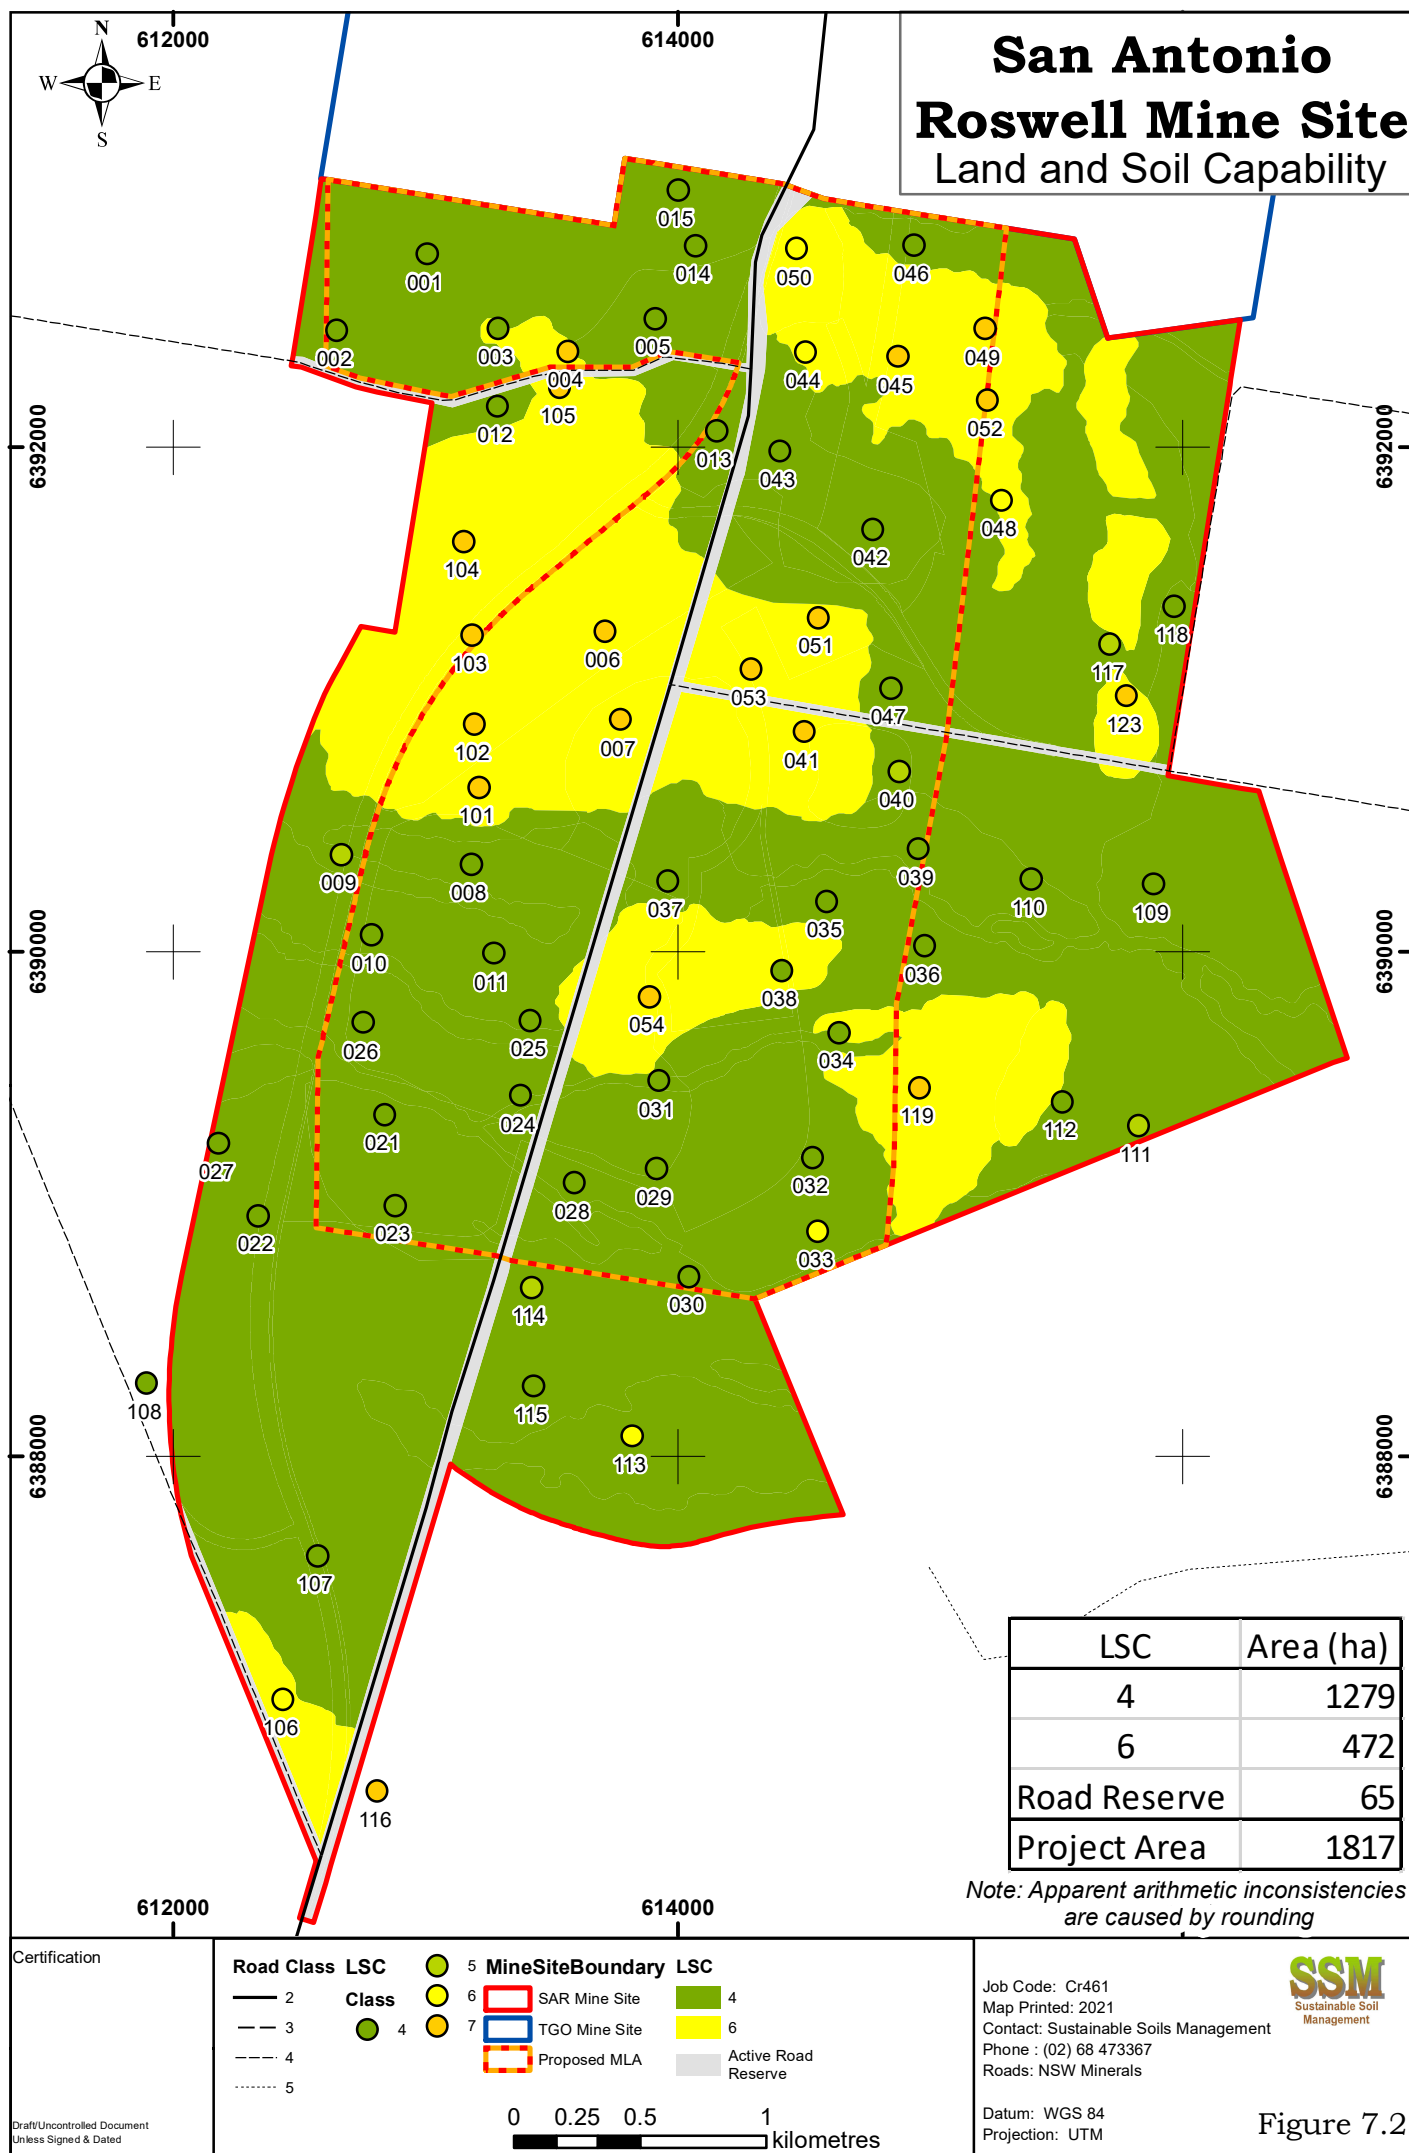 612000
614000
N
W
E
S
San Antonio
Roswell Mine Site
Land and Soil Capability
015
014
050
046
001
002
003
005
004
044
045
049
105
012
052
013
043
048
042
104
118
051
103
006
117
053
047
123
102
007
041
101
040
009
008
039
037
035
110
109
010
011
036
038
054
026
025
034
031
119
024
021
112
111
027
032
029
028
023
022
033
030
114
108
115
113
107
106
116
6392000
6392000
6390000
6390000
6388000
6388000
LSC Area (ha)
4 1279
6 472
Road Reserve 65
Project Area 1817
Note: Apparent arithmetic inconsistencies
are caused by rounding
612000
614000
Certification
Draft/Uncontrolled Document
Unless Signed & Dated
Road Class
2
3
4
5
LSC
Class
4
5
6
7
MineSiteBoundary
SAR Mine Site
TGO Mine Site
Proposed MLA
LSC
4
6
Active Road
Reserve
0 0.25 0.5 1
kilometres
Job Code: Cr461
Map Printed: 2021
Contact: Sustainable Soils Management
Phone : (02) 68 473367
Roads: NSW Minerals
Datum: WGS 84
Projection: UTM
SSM
Sustainable Soil
Management
Figure 7.2